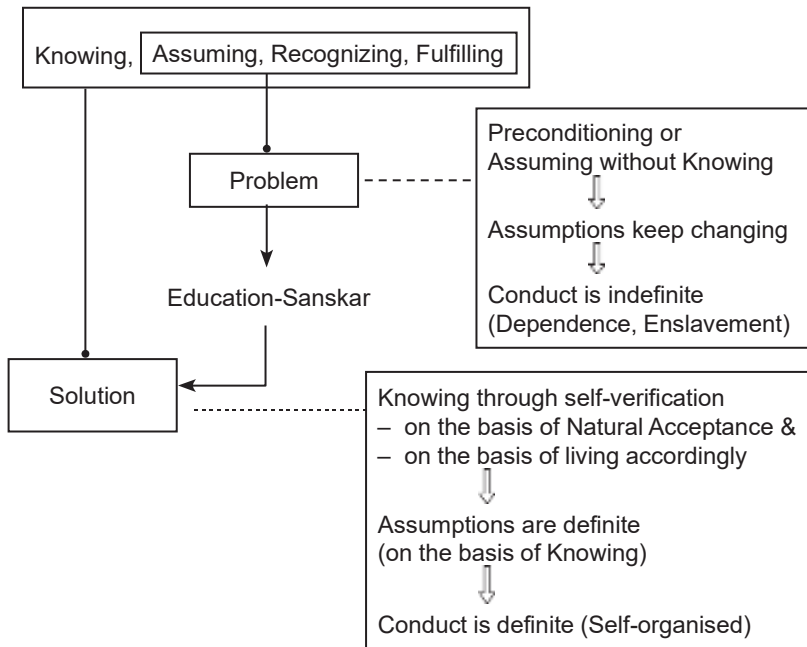 Knowing, Assuming, Recognizing, Fulfilling
Problem
Education-Sanskar
Solution
Preconditioning or
Assuming without Knowing
Assumptions keep changing
Conduct is indefinite
(Dependence, Enslavement)
Knowing through self-verification
– on the basis of Natural Acceptance &
– on the basis of living accordingly
Assumptions are definite
(on the basis of Knowing)
Conduct is definite (Self-organised)